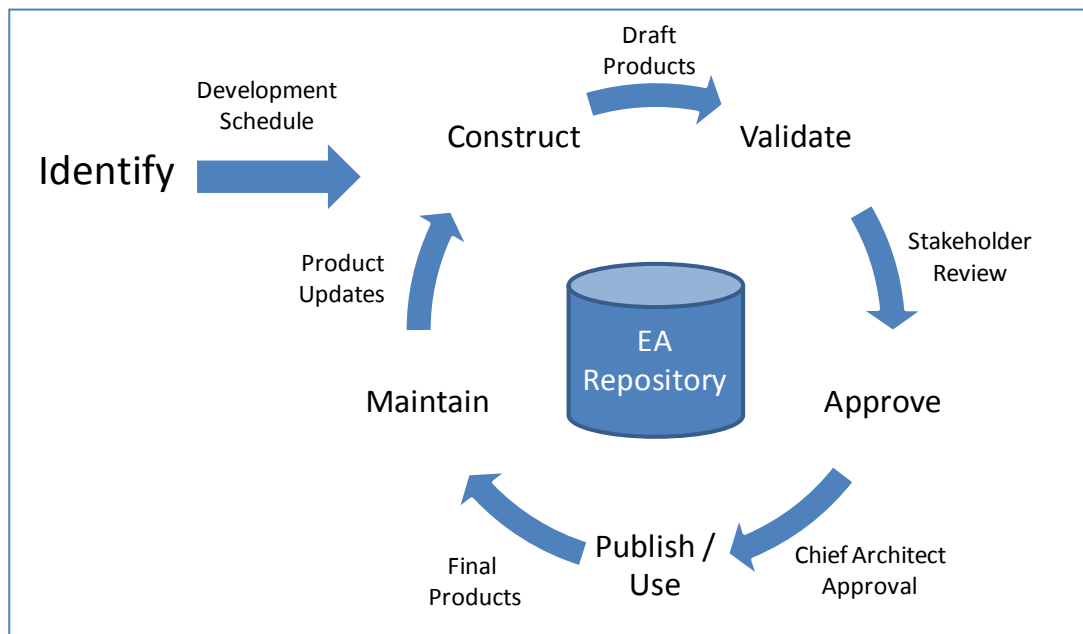 Draft
Products
Development
Schedule
Construct
Validate
Identify
Stakeholder
Review
Product
Updates
EA
Repository
Maintain
Approve
Publish /
Use
Chief Architect
Approval
Final
Products